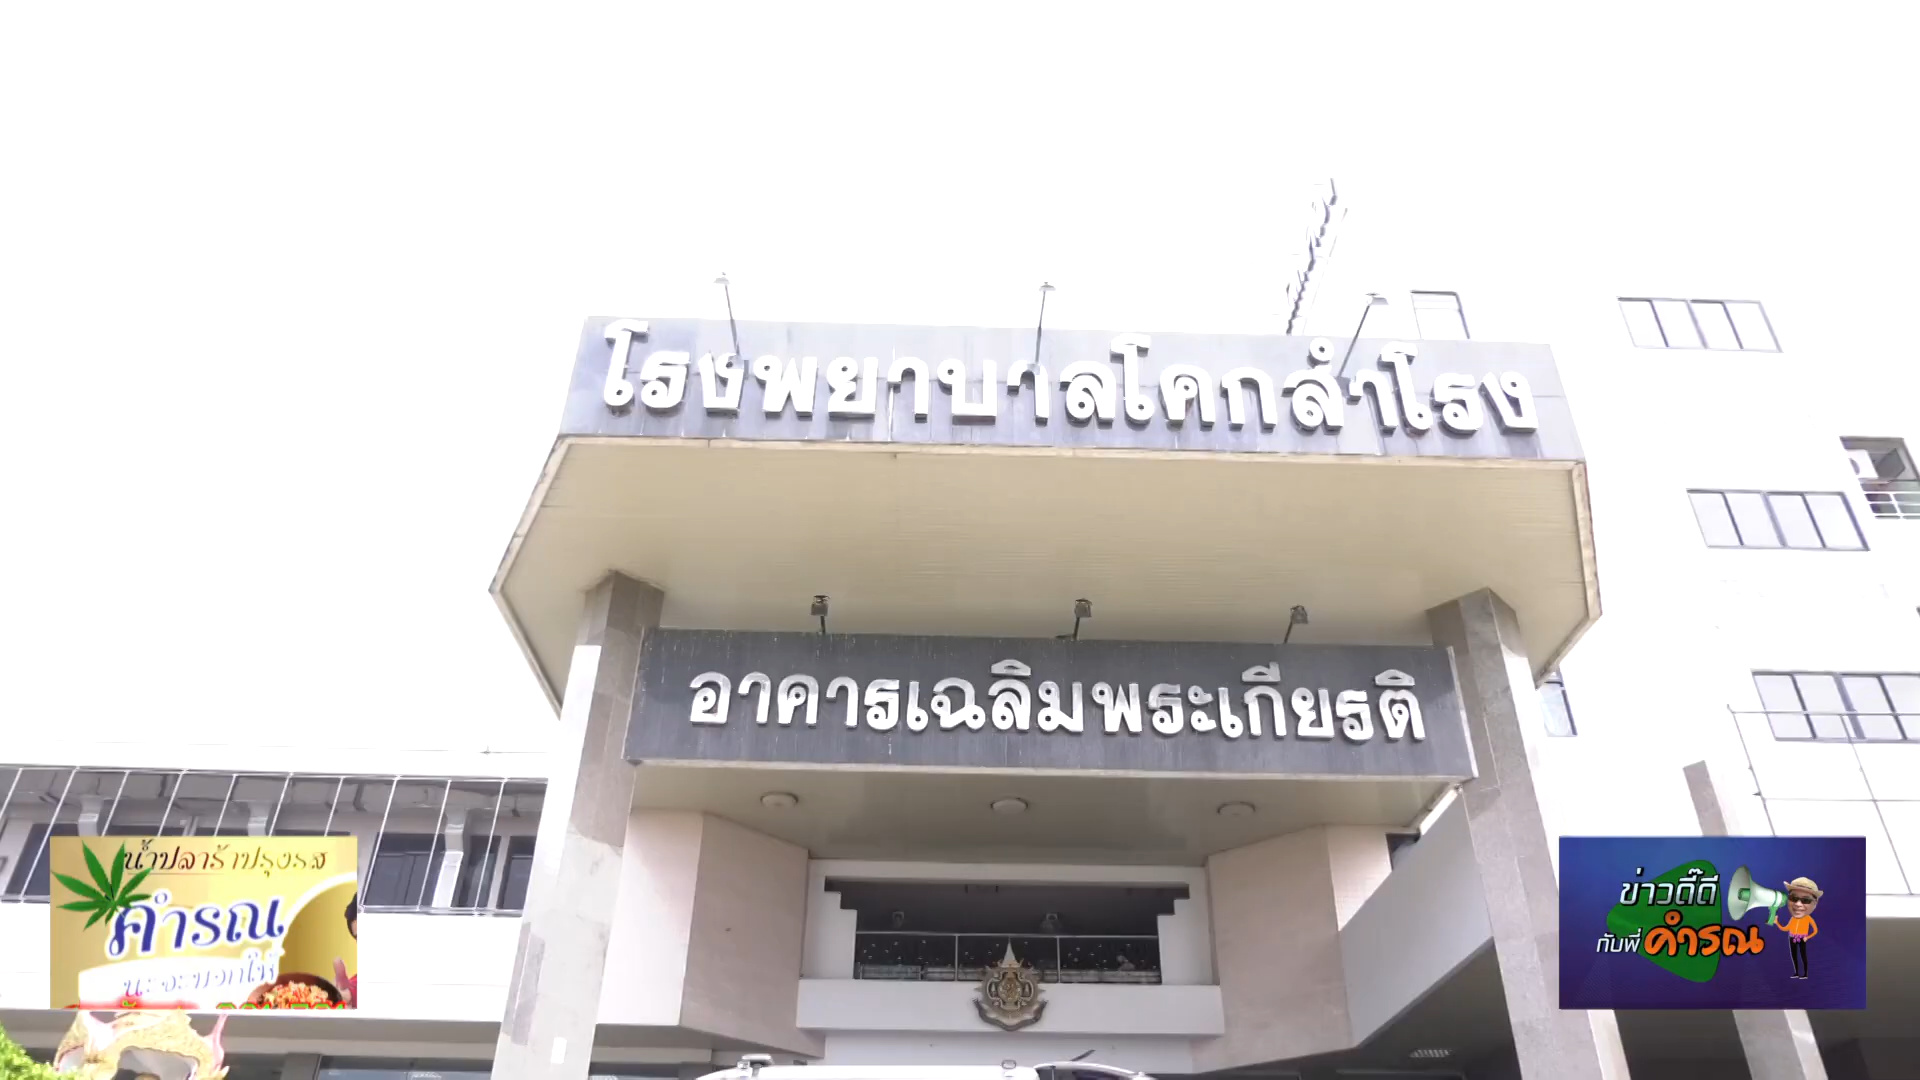 โรงพยาบาลโคกสำโรง
อาคารเฉลิมพระเกียรติ
น้ำปลาร้าปรุงรส
คำรณ
ข่าวดี๊ดี
กับพี่ คำรณ